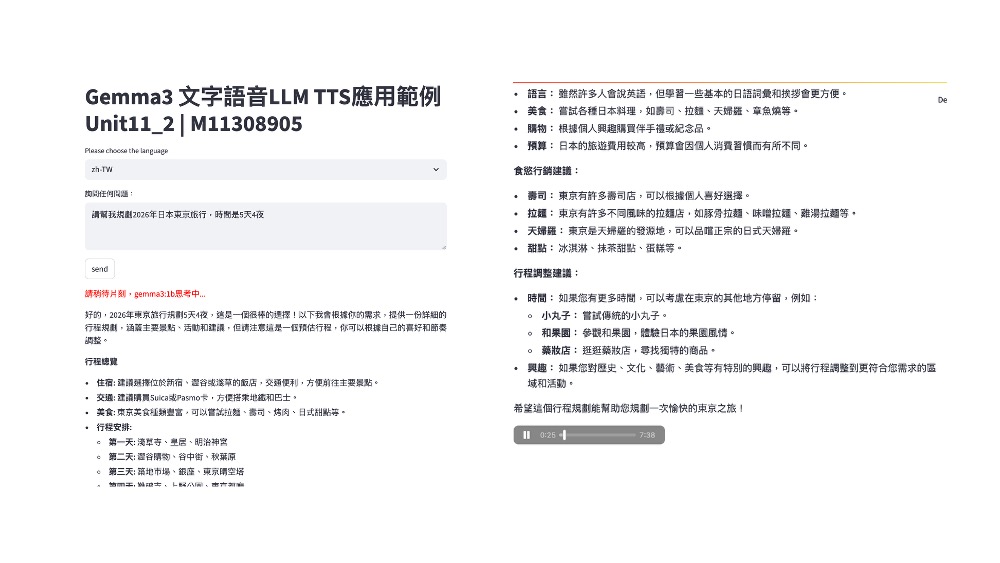 Gemma3 文字語音LLM TTS應用範例
Unit11_2 | M11308905
Please choose the language
zh-TW
詢問任何問題：
請幫我規劃2026年日本東京旅行，時間是5天4夜
send
請稍待片刻，gemma3:1b思考中...
好的，2026年東京旅行規劃5天4夜，這是一個很棒的選擇！以下我會根據你的需求，提供一份詳細的
行程規劃，涵蓋主要景點、活動和建議，但請注意這是一個預估行程，你可以根據自己的喜好和節奏
調整。
行程總覽
• 住宿: 建議選擇位於新宿、澀谷或淺草的飯店，交通便利，方便前往主要景點。
• 交通: 建議購買Suica或Pasmo卡，方便搭乘地鐵和巴士。
• 美食: 東京美食種類豐富，可以嘗試拉麵、壽司、烤肉、日式甜點等。
• 行程安排:
○ 第一天: 淺草寺、皇居、明治神宮
○ 第二天: 澀谷購物、谷中街、秋葉原
○ 第三天: 築地市場、銀座、東京晴空塔
• 語言： 雖然許多人會說英語，但學習一些基本的日語詞彙和挨拶會更方便。
• 美食： 嘗試各種日本料理，如壽司、拉麵、天婦羅、章魚燒等。
• 購物： 根據個人興趣購買伴手禮或紀念品。
• 預算： 日本的旅遊費用較高，預算會因個人消費習慣而有所不同。
食慾行銷建議：
• 壽司： 東京有許多壽司店，可以根據個人喜好選擇。
• 拉麵： 東京有許多不同風味的拉麵店，如豚骨拉麵、味噌拉麵、雞湯拉麵等。
• 天婦羅： 東京是天婦羅的發源地，可以品嚐正宗的日式天婦羅。
• 甜點： 冰淇淋、抹茶甜點、蛋糕等。
行程調整建議：
• 時間： 如果您有更多時間，可以考慮在東京的其他地方停留，例如：
○ 小丸子： 嘗試傳統的小丸子。
○ 和果園： 參觀和果園，體驗日本的果園風情。
○ 藥妝店： 逛逛藥妝店，尋找獨特的商品。
• 興趣： 如果您對歷史、文化、藝術、美食等有特別的興趣，可以將行程調整到更符合您需求的區
域和活動。
希望這個行程規劃能幫助您規劃一次愉快的東京之旅！
0:25 7:38
De